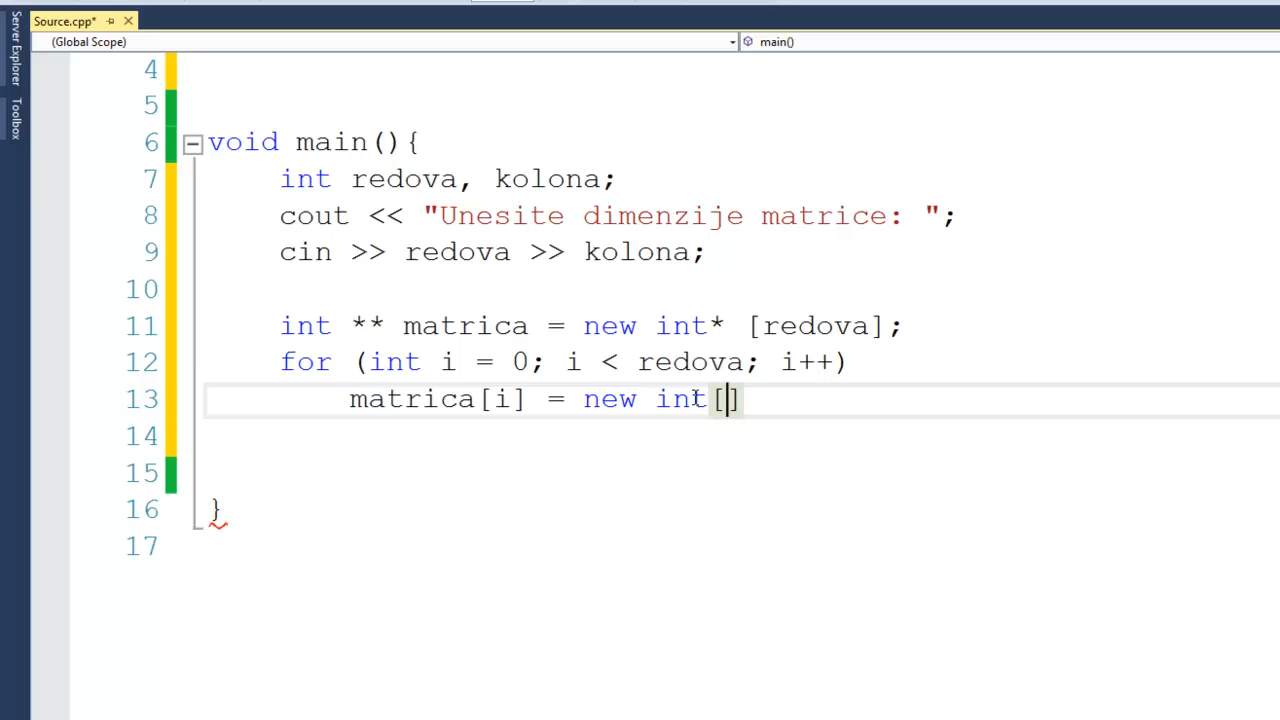 Source.cpp*
Server Explorer
Toolbox
(Global Scope)
main()
4
5
6 void main(){
7 int redova, kolona;
8 cout << "Unesite dimenzije matrice: ";
9 cin >> redova >> kolona;
10
11 int ** matrica = new int* [redova];
12 for (int i = 0; i < redova; i++)
13 matrica[i] = new int[]
14
15
16 }
17